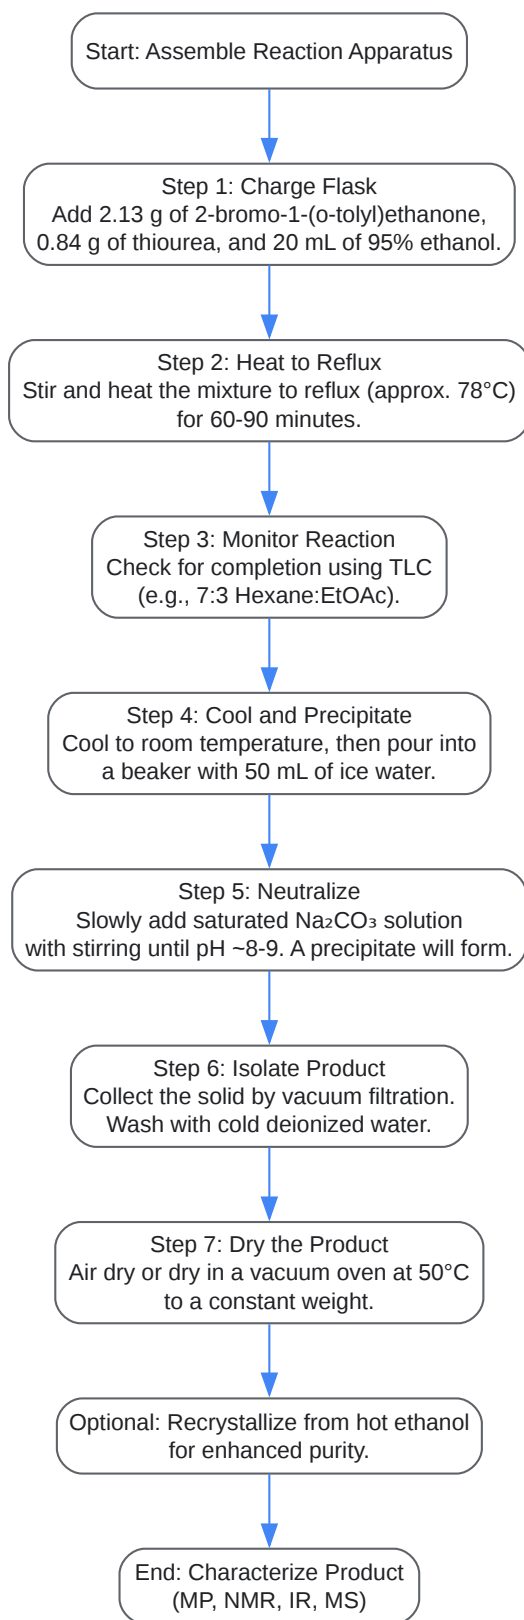 Start: Assemble Reaction Apparatus
Step 1: Charge Flask
Add 2.13 g of 2-bromo-1-(o-tolyl)ethanone,
0.84 g of thiourea, and 20 mL of 95% ethanol.
Step 2: Heat to Reflux
Stir and heat the mixture to reflux (approx. 78°C)
for 60-90 minutes.
Step 3: Monitor Reaction
Check for completion using TLC
(e.g., 7:3 Hexane:EtOAc).
Step 4: Cool and Precipitate
Cool to room temperature, then pour into
a beaker with 50 mL of ice water.
Step 5: Neutralize
Slowly add saturated Na₂CO₃ solution
with stirring until pH ~8-9. A precipitate will form.
Step 6: Isolate Product
Collect the solid by vacuum filtration.
Wash with cold deionized water.
Step 7: Dry the Product
Air dry or dry in a vacuum oven at 50°C
to a constant weight.
Optional: Recrystallize from hot ethanol
for enhanced purity.
End: Characterize Product
(MP, NMR, IR, MS)